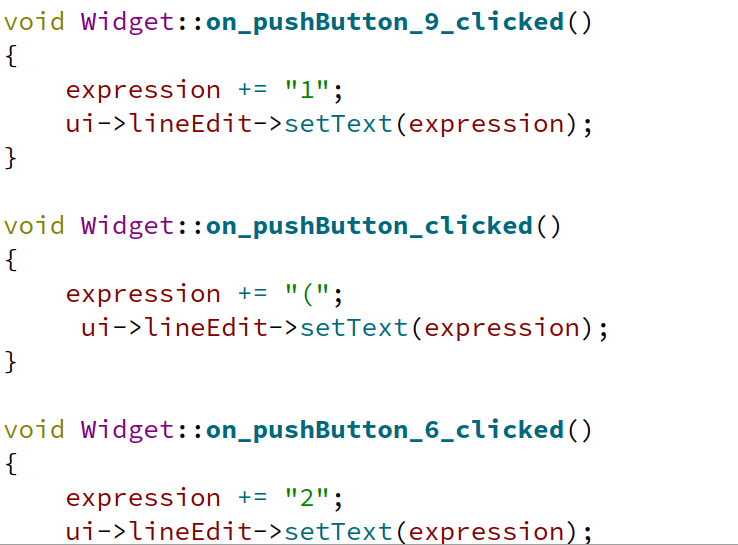 void Widget::on_pushButton_9_clicked()
{
    expression += "1";
    ui->lineEdit->setText(expression);
}

void Widget::on_pushButton_clicked()
{
    expression += "(";
     ui->lineEdit->setText(expression);
}

void Widget::on_pushButton_6_clicked()
{
    expression += "2";
    ui->lineEdit->setText(expression);